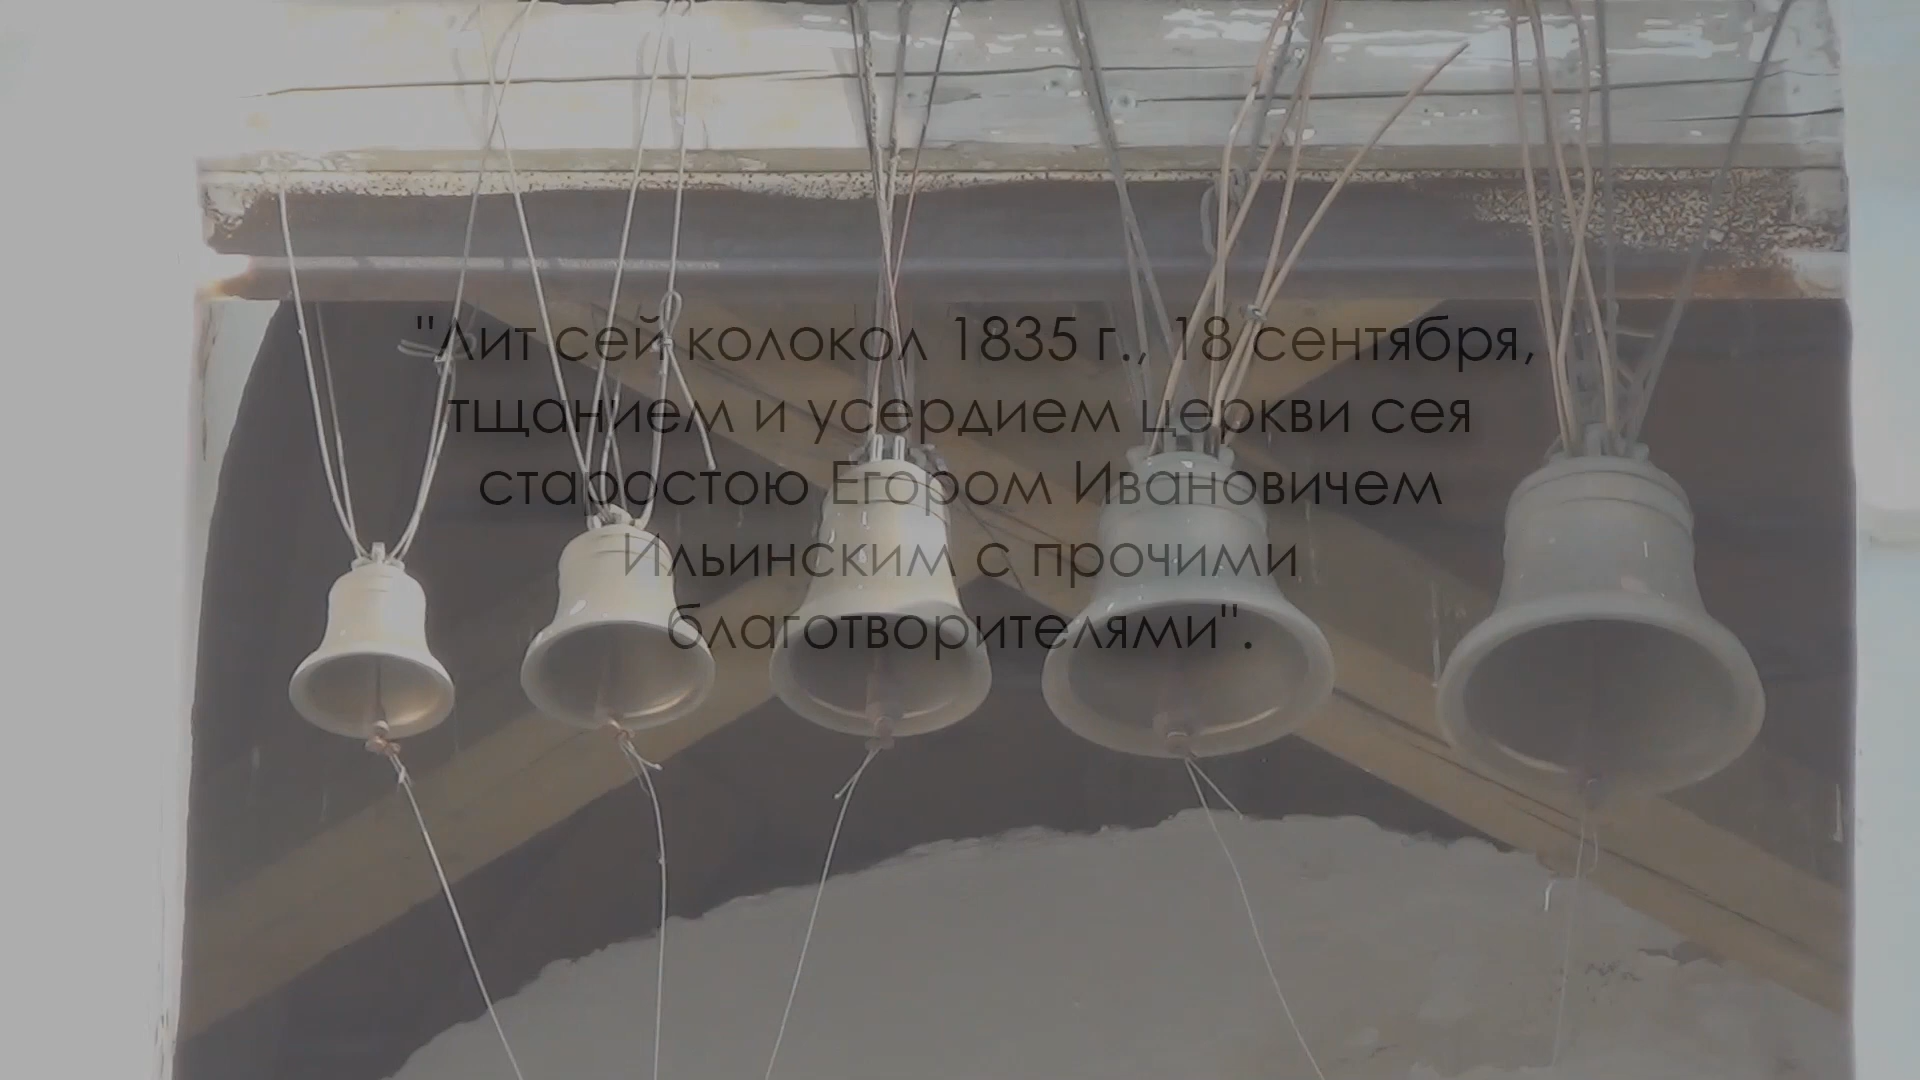 "Лит сей колокол 1835 г., 18 сентября,
тщанием и усердием церкви сея
старостою Егором Ивановичем
Ильинским с прочими
благотворителями".